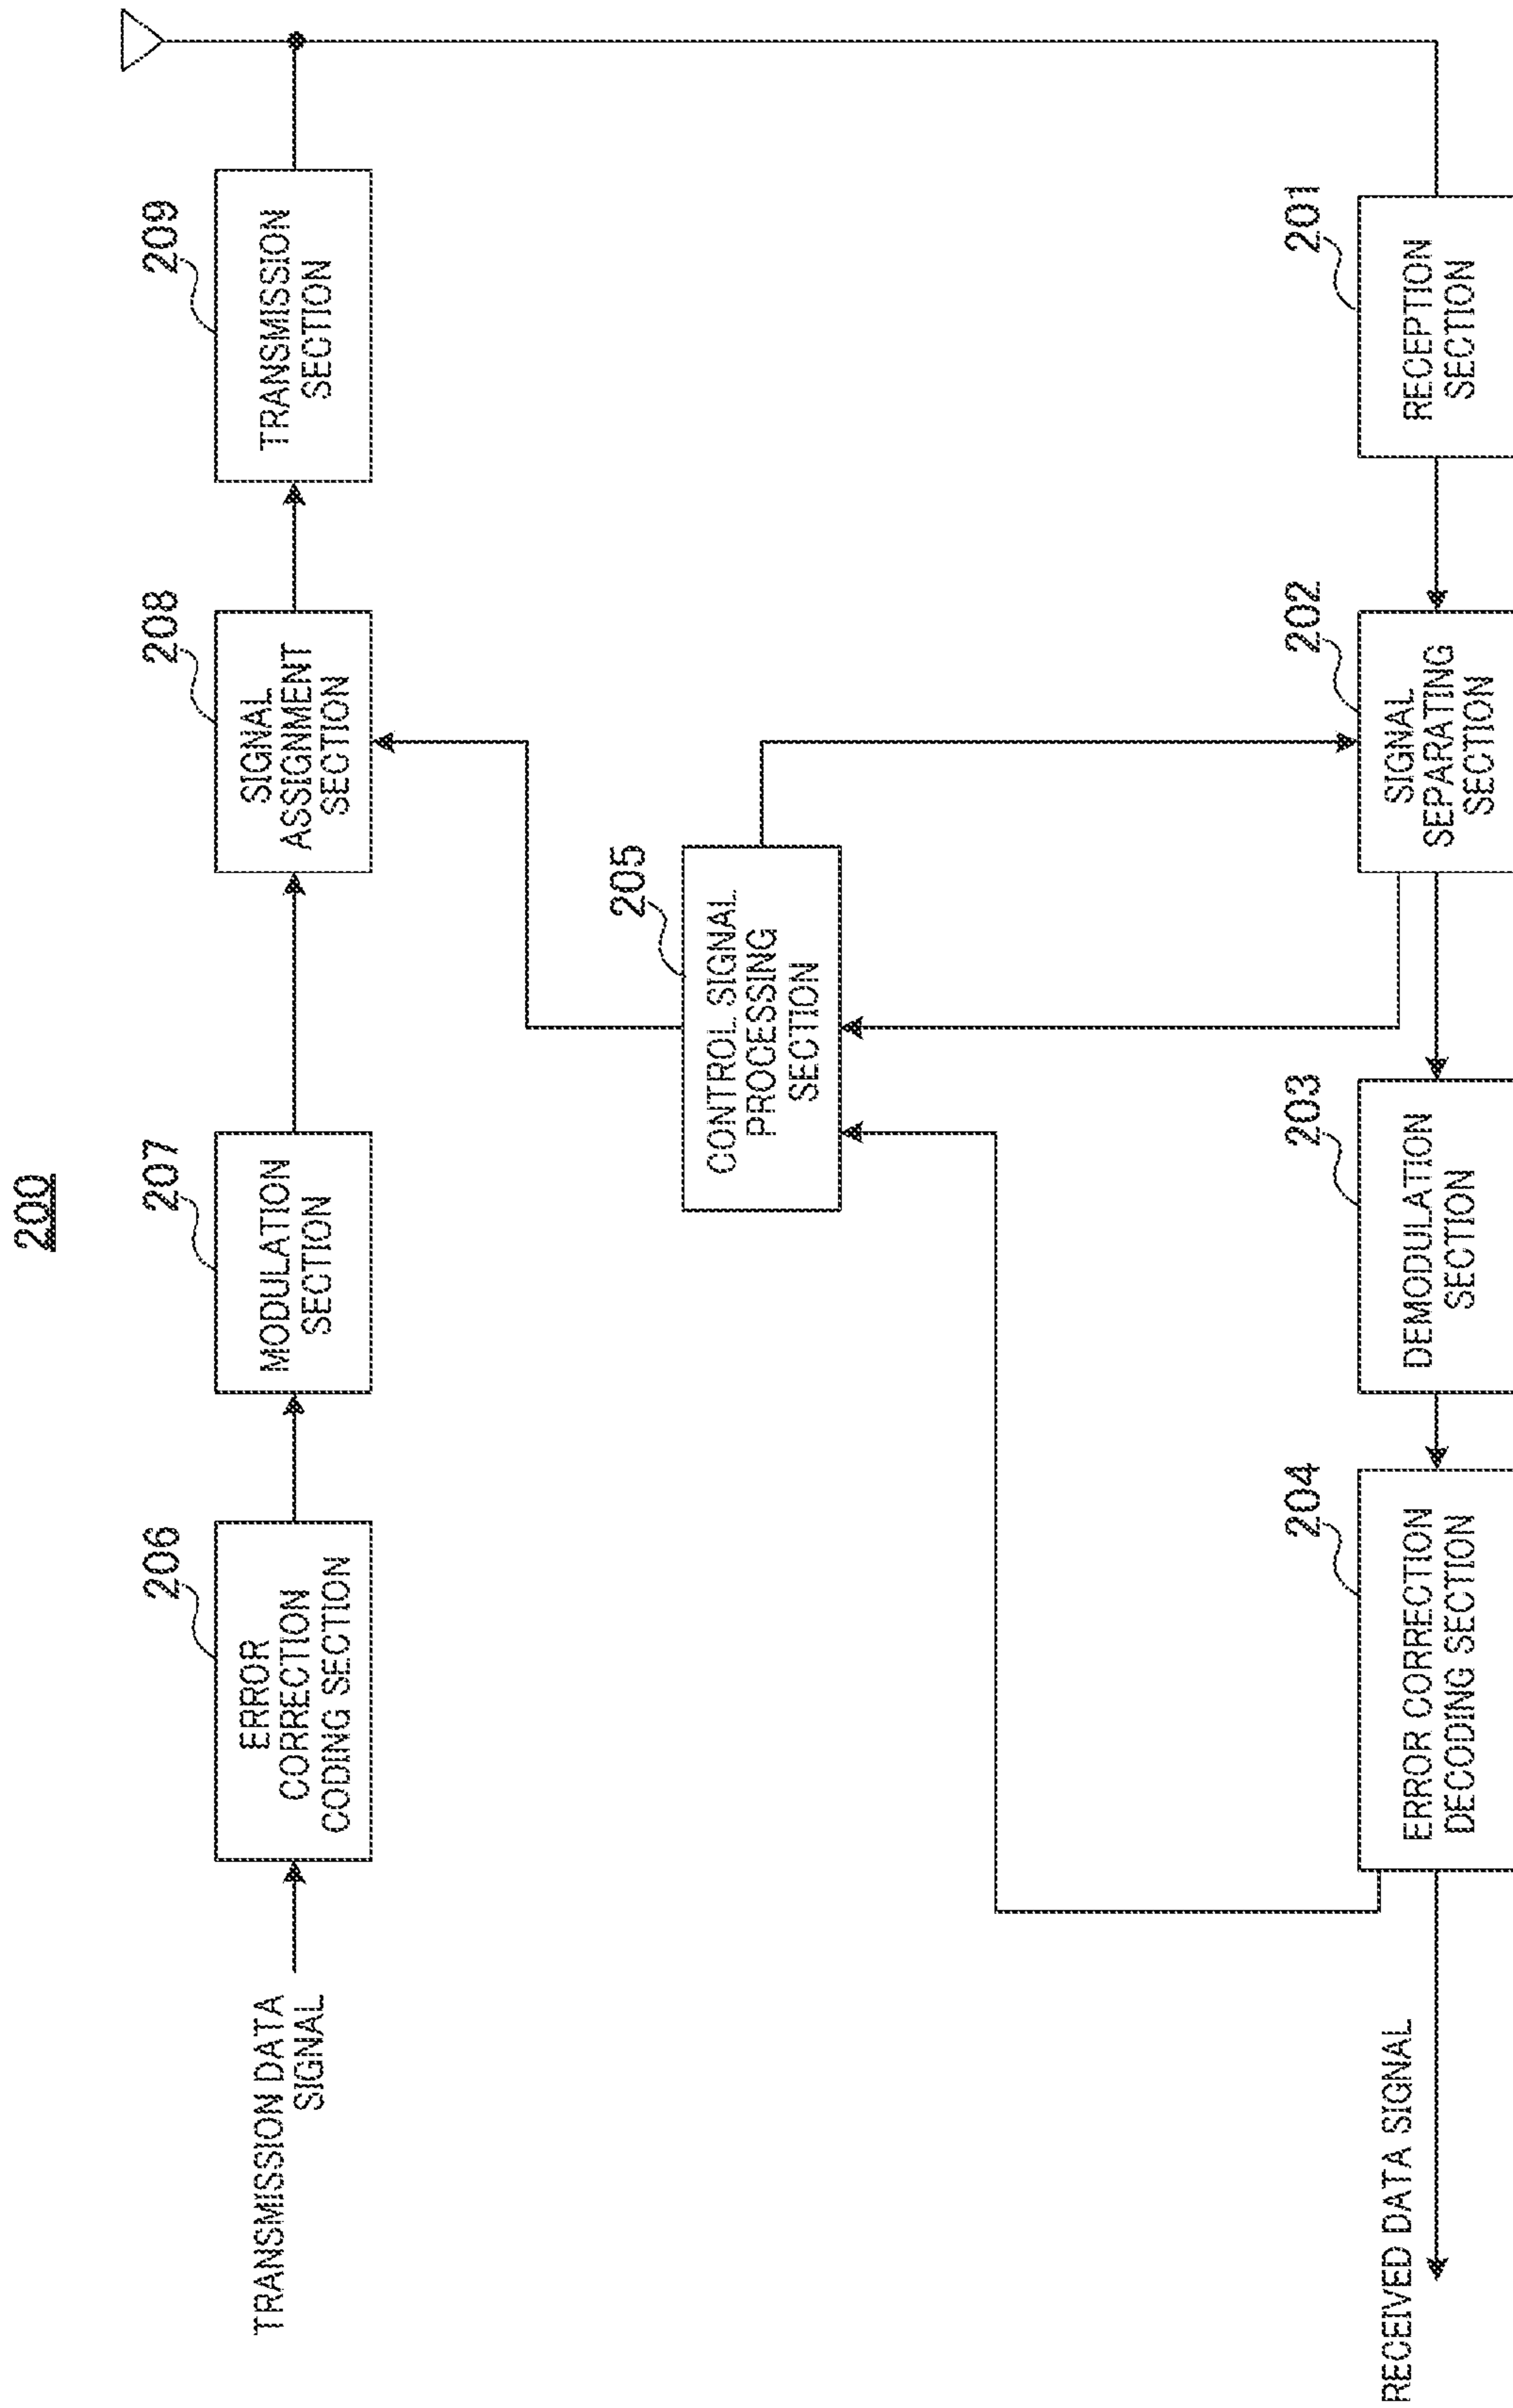 200
206
207
208
209
TRANSMISSION DATA
SIGNAL
ERROR
CORRECTION
CODING SECTION
MODULATION
SECTION
SIGNAL
ASSIGNMENT
SECTION
TRANSMISSION
SECTION
205
CONTROL SIGNAL
PROCESSING
SECTION
204
203
202
201
RECEIVED DATA SIGNAL
ERROR CORRECTION
DECODING SECTION
DEMODULATION
SECTION
SIGNAL
SEPARATING
SECTION
RECEPTION
SECTION